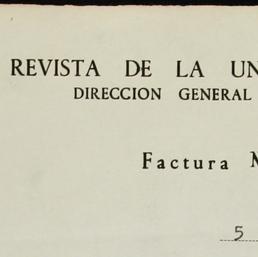 REVISTA DE LA UN
DIRECCION GENERAL
Factura
5